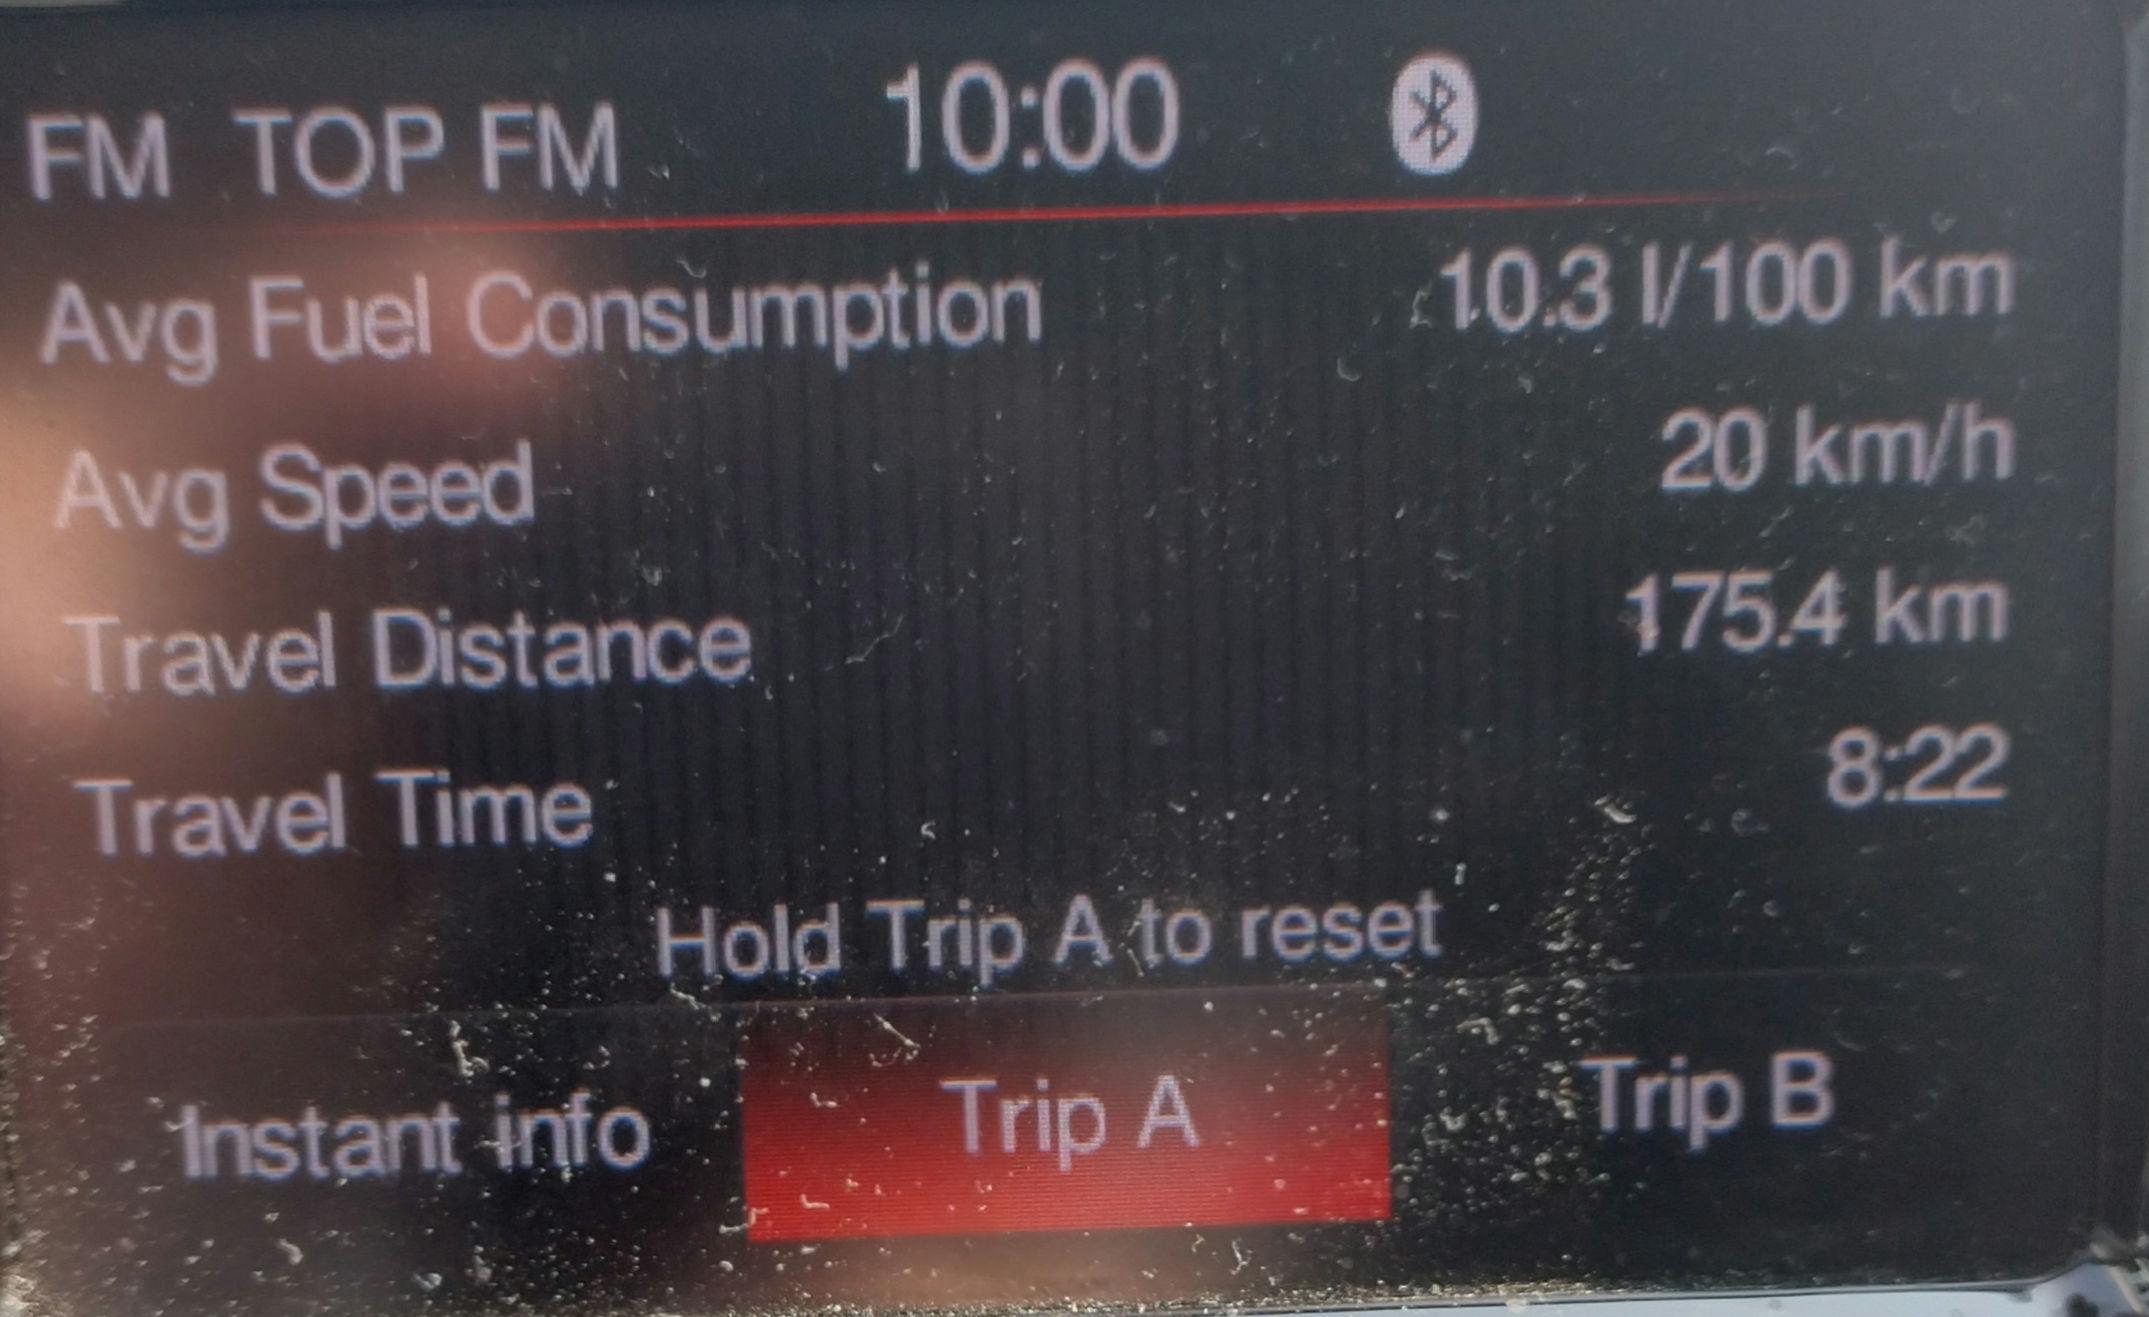 FM TOP FM 10:00
Avg Fuel Consumption 10.3 l/100 km
Avg Speed 20 km/h
Travel Distance 175.4 km
Travel Time 8:22
Hold Trip A to reset
Instant info Trip A Trip B